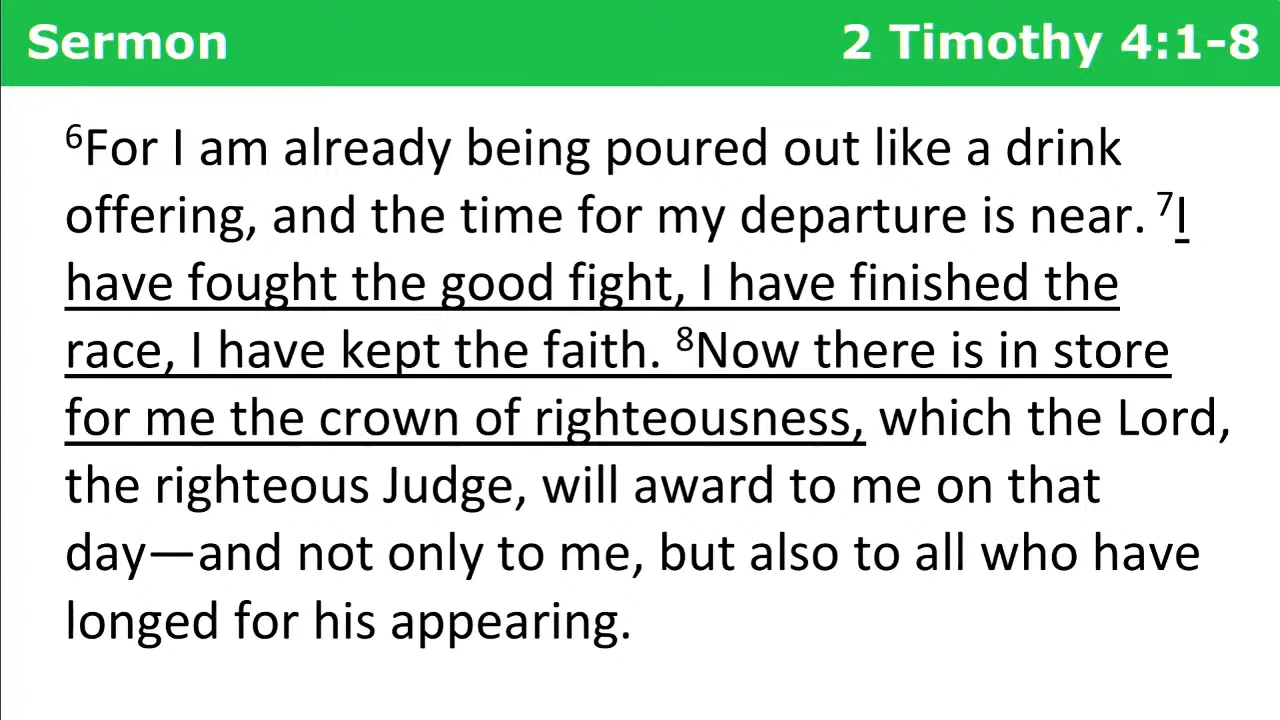 Sermon 2 Timothy 4:1-8
⁶For I am already being poured out like a drink
offering, and the time for my departure is near. ⁷I
have fought the good fight, I have finished the
race, I have kept the faith. ⁸Now there is in store
for me the crown of righteousness, which the Lord,
the righteous Judge, will award to me on that
day—and not only to me, but also to all who have
longed for his appearing.